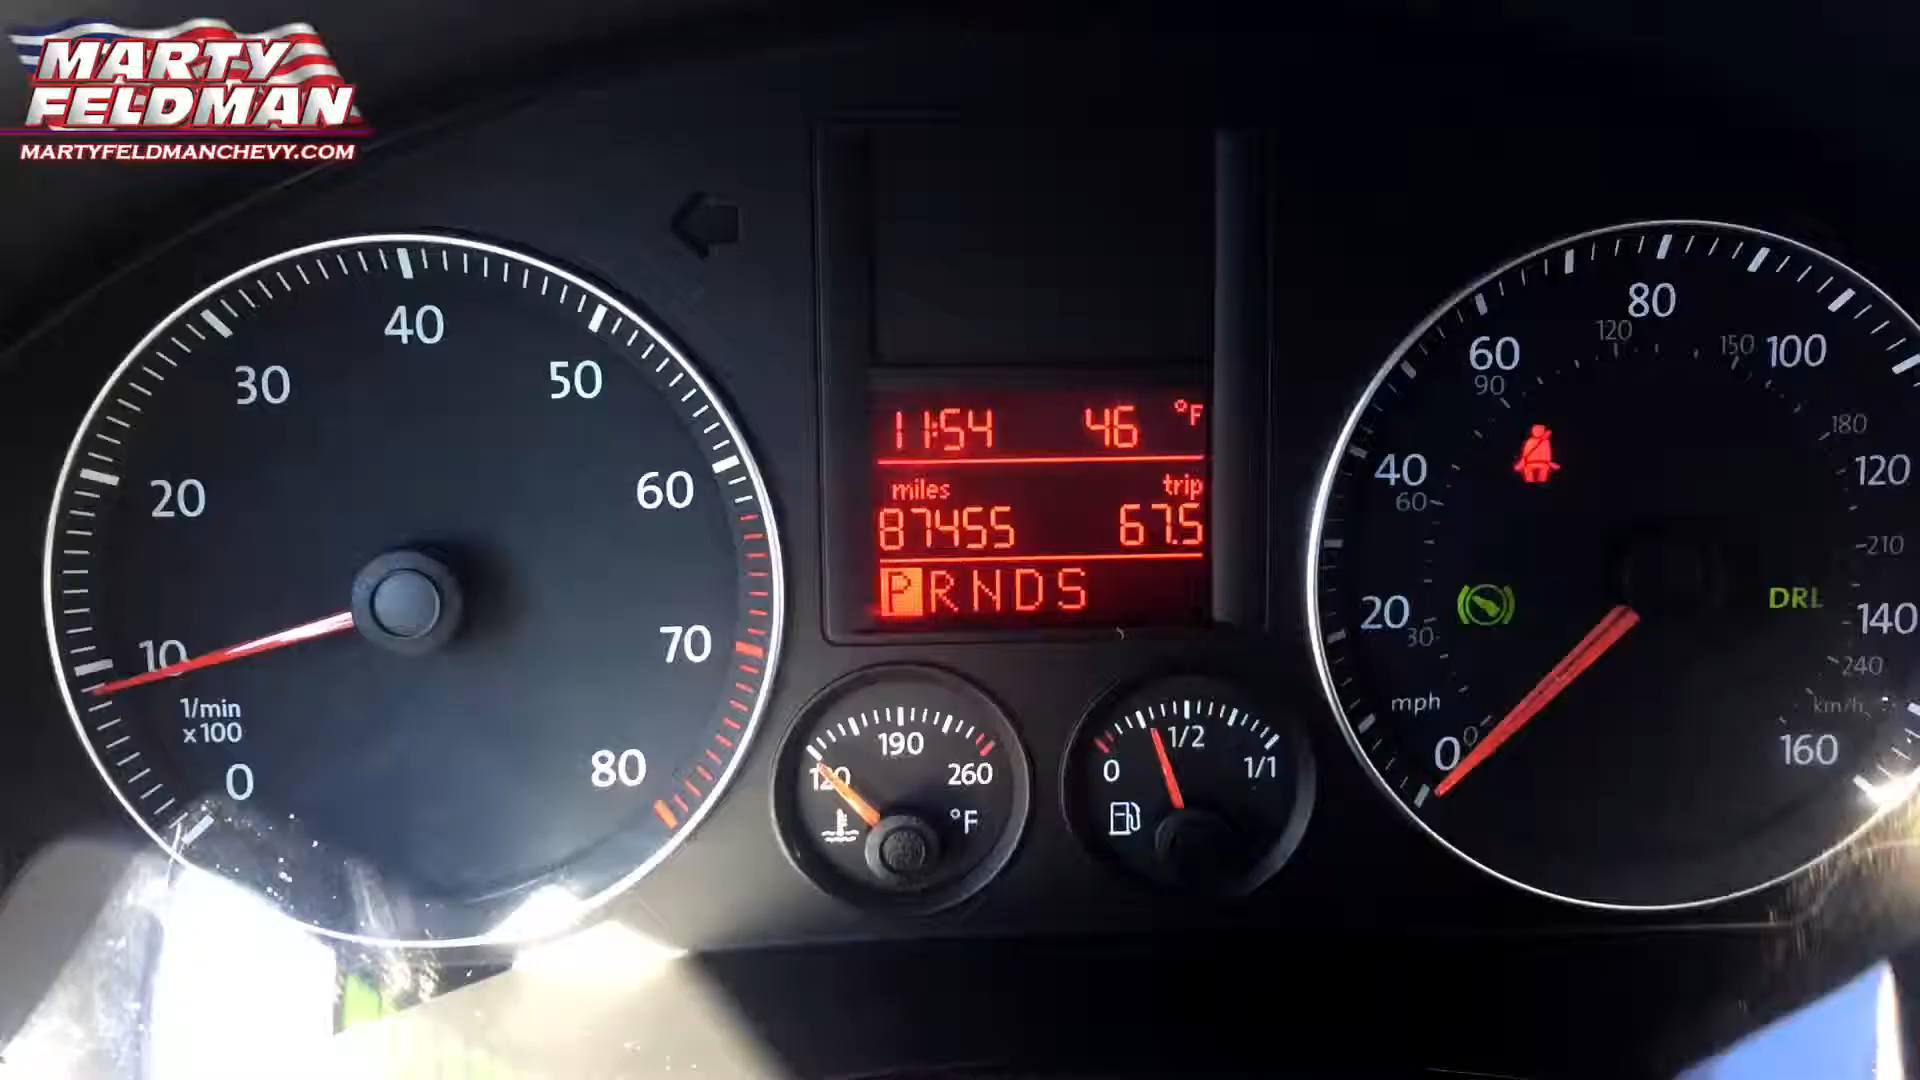 MARTY
FELDMAN
MARTYFELDMANCHEVY.COM
0
10
20
30
40
50
60
70
80
1/min
x100
11:54 46 °F
miles trip
87455 67.5
P R N D S
120 190 260
°F
0 1/2 1/1
0 20 40 60 80 100 120 140 160
mph
0 30 60 90 120 150 180 210 240
km/h
DRL